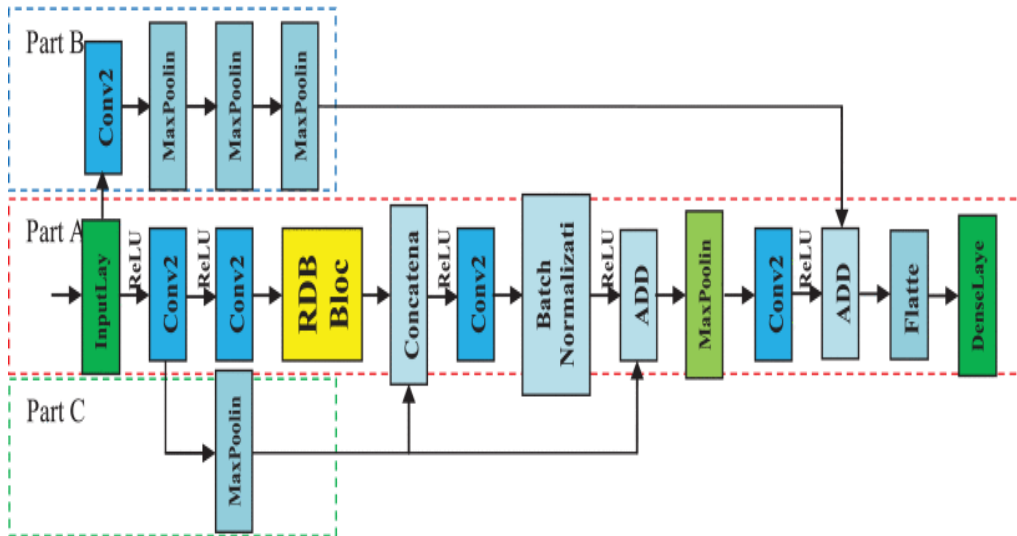 Part B
Conv2
MaxPoolin
MaxPoolin
MaxPoolin
Part A
InputLay
ReLU
Conv2
ReLU
Conv2
RDB
Bloc
Concatena
ReLU
Conv2
Batch
Normalizati
ReLU
ADD
MaxPoolin
Conv2
ReLU
ADD
Flatte
DenseLaye
Part C
MaxPoolin